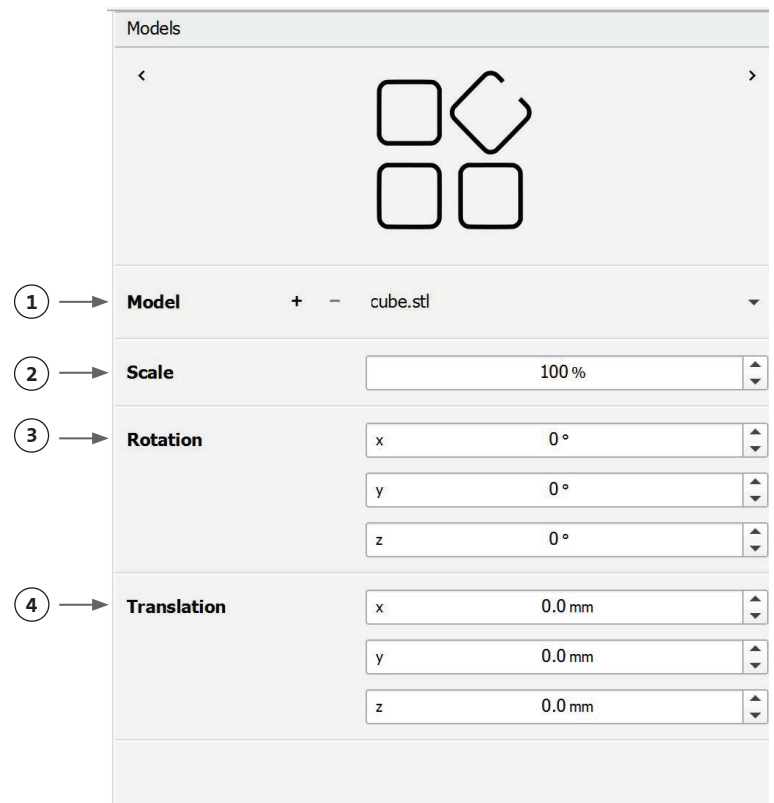 Models
< >
1 Model + − cube.stl
2 Scale 100 %
3 Rotation x 0 °
y 0 °
z 0 °
4 Translation x 0.0 mm
y 0.0 mm
z 0.0 mm